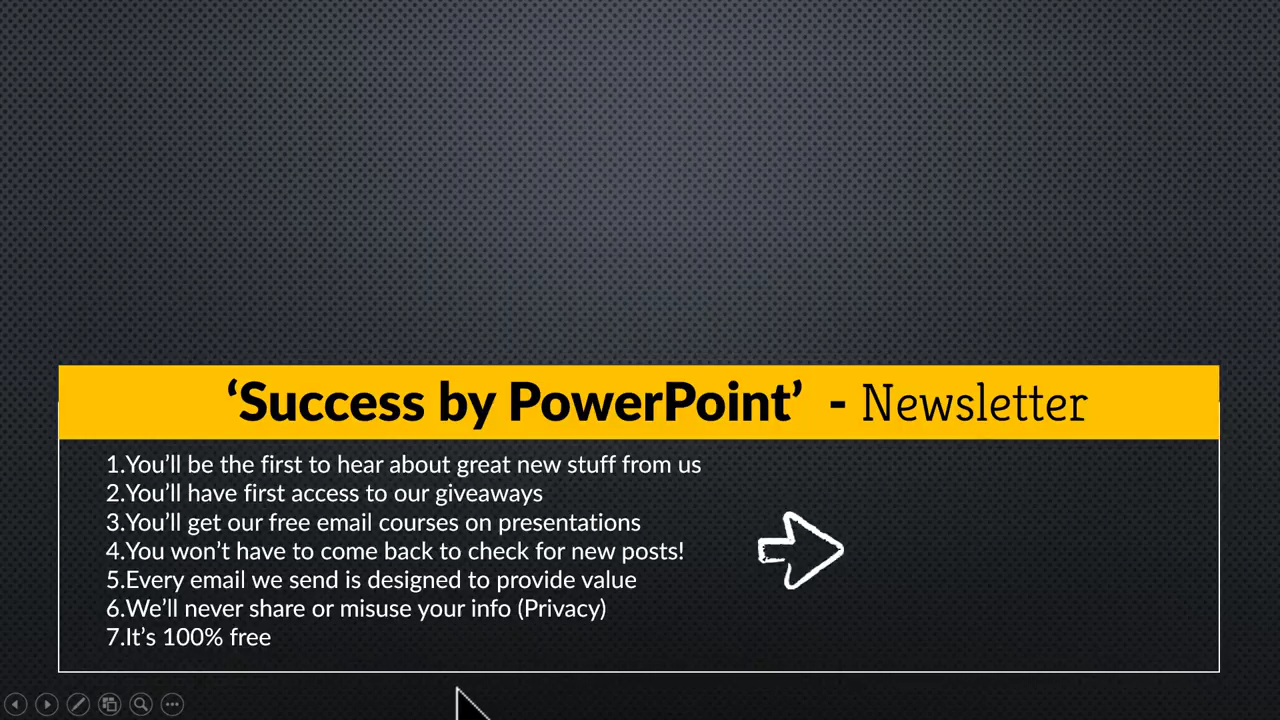 ‘Success by PowerPoint’ - Newsletter
1.You’ll be the first to hear about great new stuff from us
2.You’ll have first access to our giveaways
3.You’ll get our free email courses on presentations
4.You won’t have to come back to check for new posts!
5.Every email we send is designed to provide value
6.We’ll never share or misuse your info (Privacy)
7.It’s 100% free